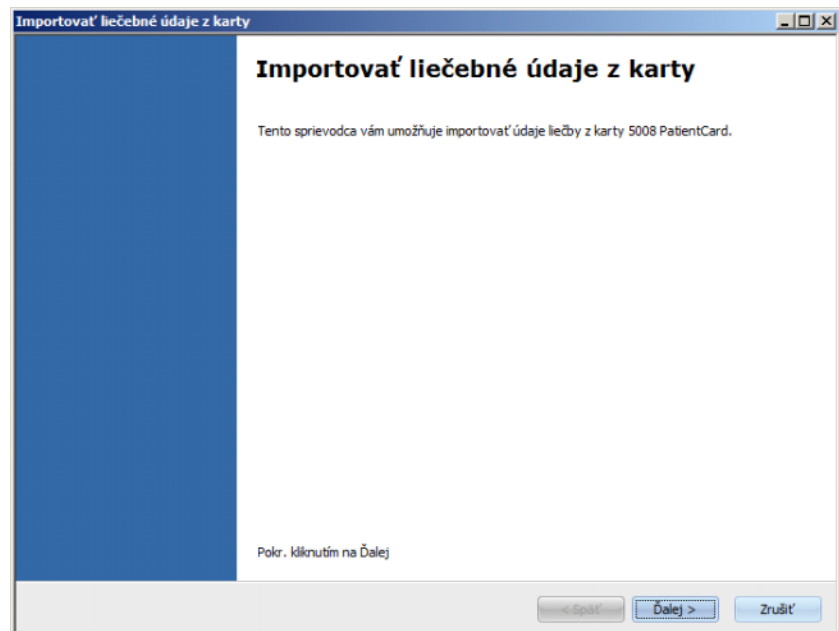 Importovať liečebné údaje z karty
Importovať liečebné údaje z karty
Tento sprievodca vám umožňuje importovať údaje liečby z karty 5008 PatientCard.
Pokr. kliknutím na Ďalej
< Späť
Ďalej >
Zrušiť